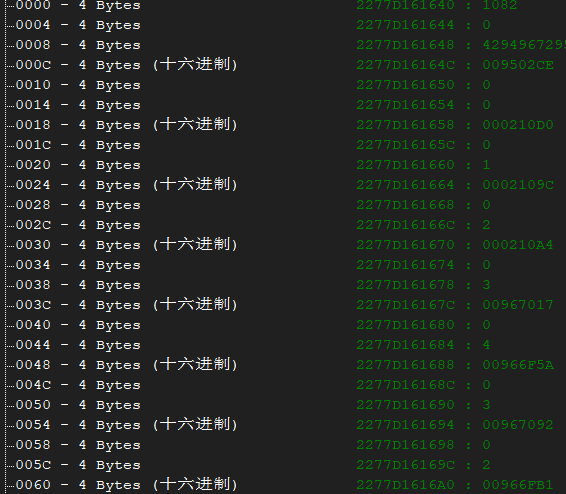 0000 - 4 Bytes 2277D161640 : 1082
0004 - 4 Bytes 2277D161644 : 0
0008 - 4 Bytes 2277D161648 : 429496729
000C - 4 Bytes (十六进制) 2277D16164C : 009502CE
0010 - 4 Bytes 2277D161650 : 0
0014 - 4 Bytes 2277D161654 : 0
0018 - 4 Bytes (十六进制) 2277D161658 : 000210D0
001C - 4 Bytes 2277D16165C : 0
0020 - 4 Bytes 2277D161660 : 1
0024 - 4 Bytes (十六进制) 2277D161664 : 0002109C
0028 - 4 Bytes 2277D161668 : 0
002C - 4 Bytes 2277D16166C : 2
0030 - 4 Bytes (十六进制) 2277D161670 : 000210A4
0034 - 4 Bytes 2277D161674 : 0
0038 - 4 Bytes 2277D161678 : 3
003C - 4 Bytes (十六进制) 2277D16167C : 00967017
0040 - 4 Bytes 2277D161680 : 0
0044 - 4 Bytes 2277D161684 : 4
0048 - 4 Bytes (十六进制) 2277D161688 : 00966F5A
004C - 4 Bytes 2277D16168C : 0
0050 - 4 Bytes 2277D161690 : 3
0054 - 4 Bytes (十六进制) 2277D161694 : 00967092
0058 - 4 Bytes 2277D161698 : 0
005C - 4 Bytes 2277D16169C : 2
0060 - 4 Bytes (十六进制) 2277D1616A0 : 00966FB1